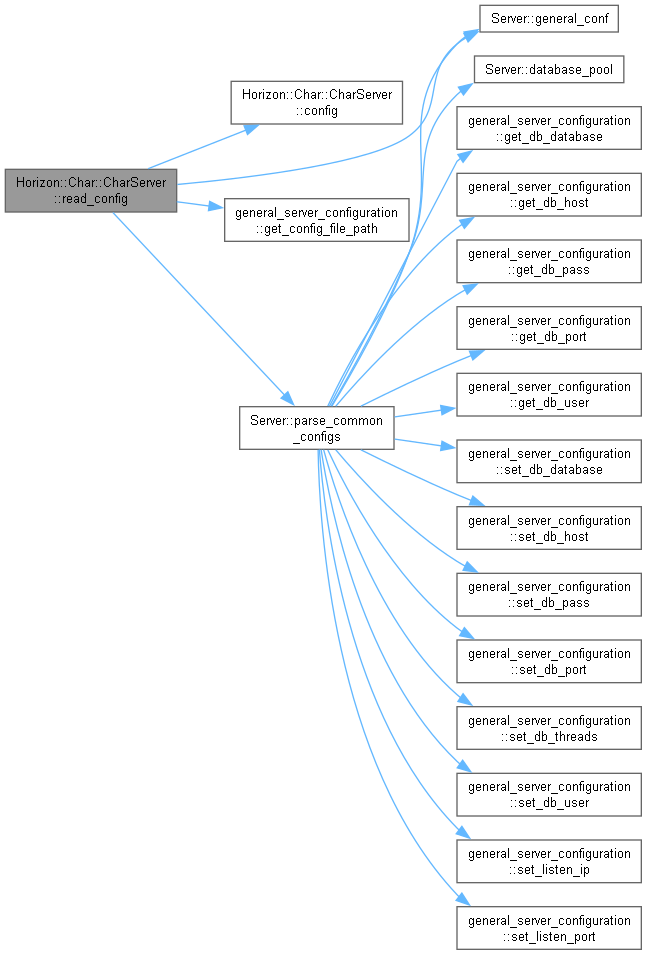 Server::general_conf
Server::database_pool
Horizon::Char::CharServer
::config
general_server_configuration
::get_db_database
Horizon::Char::CharServer
::read_config
general_server_configuration
::get_db_host
general_server_configuration
::get_config_file_path
general_server_configuration
::get_db_pass
general_server_configuration
::get_db_port
general_server_configuration
::get_db_user
Server::parse_common
_configs
general_server_configuration
::set_db_database
general_server_configuration
::set_db_host
general_server_configuration
::set_db_pass
general_server_configuration
::set_db_port
general_server_configuration
::set_db_threads
general_server_configuration
::set_db_user
general_server_configuration
::set_listen_ip
general_server_configuration
::set_listen_port